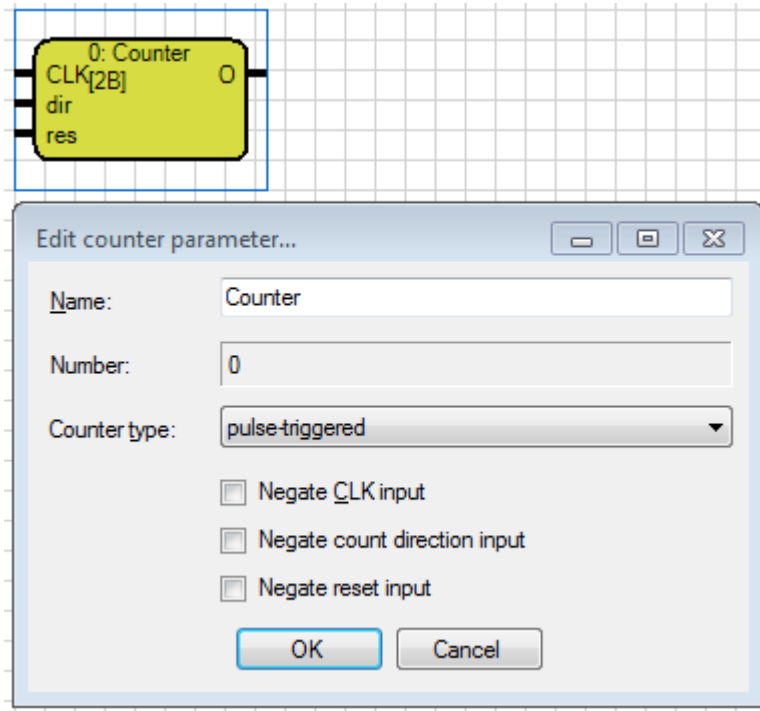 0: Counter
CLK[2B] O
dir
res
Edit counter parameter...
Name: Counter
Number: 0
Counter type: pulse-triggered
Negate CLK input
Negate count direction input
Negate reset input
OK Cancel